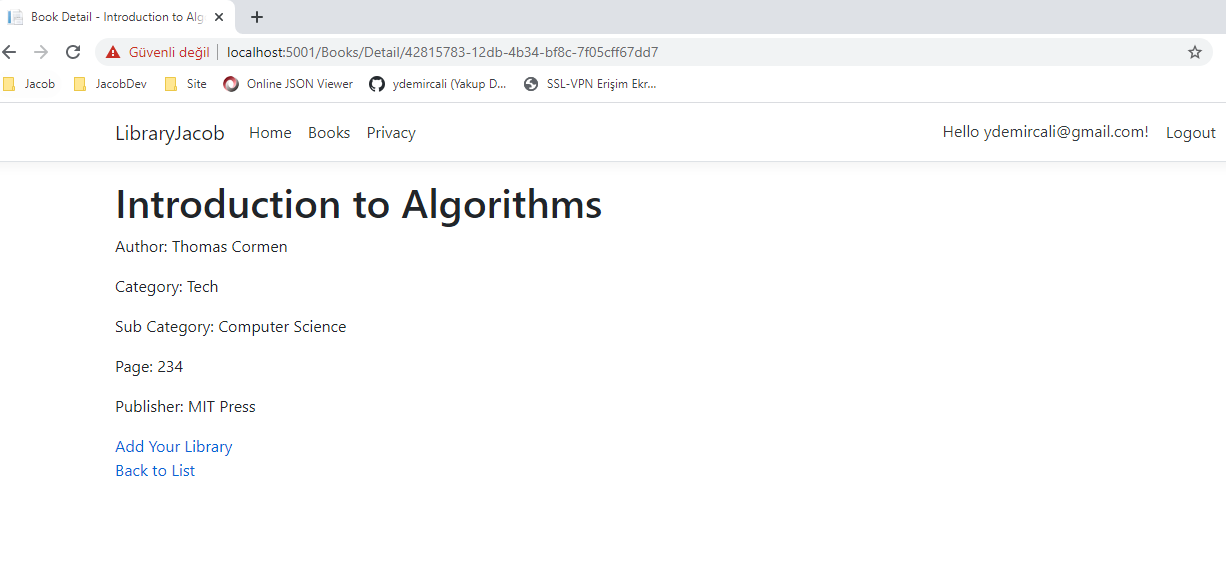 Book Detail - Introduction to Alg
Güvenli değil localhost:5001/Books/Detail/42815783-12db-4b34-bf8c-7f05cff67dd7
Jacob JacobDev Site Online JSON Viewer ydemircali (Yakup D... SSL-VPN Erişim Ekr...
LibraryJacob Home Books Privacy Hello ydemircali@gmail.com! Logout
Introduction to Algorithms
Author: Thomas Cormen
Category: Tech
Sub Category: Computer Science
Page: 234
Publisher: MIT Press
Add Your Library
Back to List